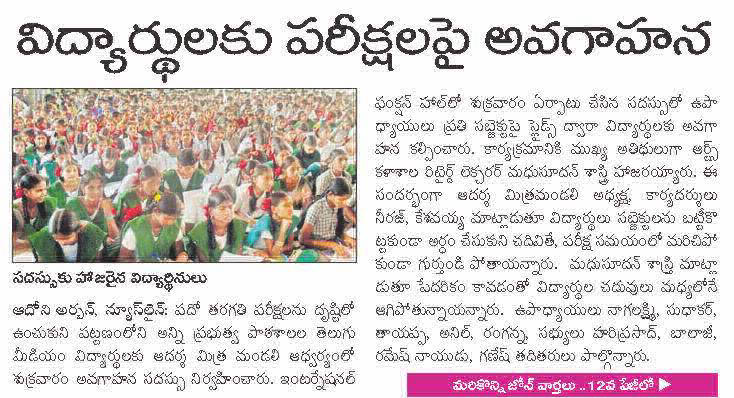 విద్యార్థులకు పరీక్షలపై అవగాహన
సదస్సుకు హాజరైన విద్యార్థినులు
ఆదోని అర్బన్, న్యూస్‌లైన్: పదో తరగతి పరీక్షలను దృష్టిలో
ఉంచుకుని పట్టణంలోని అన్ని ప్రభుత్వ పాఠశాలల తెలుగు
మీడియం విద్యార్థులకు ఆదర్శ మిత్ర మండలి ఆధ్వర్యంలో
శుక్రవారం అవగాహన సదస్సు నిర్వహించారు. ఇంటర్నేషనల్
ఫంక్షన్ హాల్‌లో శుక్రవారం ఏర్పాటు చేసిన సదస్సులో ఉపా
ధ్యాయులు ప్రతి సబ్జెక్టుపై స్లైడ్స్ ద్వారా విద్యార్థులకు అవగా
హన కల్పించారు. కార్యక్రమానికి ముఖ్య అతిథులుగా ఆర్ట్స్
కళాశాల రిటైర్డ్ లెక్చరర్ మధుసూదన్ శాస్త్రి హాజరయ్యారు. ఈ
సందర్భంగా ఆదర్శ మిత్రమండలి అధ్యక్ష, కార్యదర్శులు
నీరజ్, కేశవయ్య మాట్లాడుతూ విద్యార్థులు సబ్జెక్టులను బట్టీకొ
ట్టకుండా అర్థం చేసుకుని చదివితే, పరీక్ష సమయంలో మరిచిపో
కుండా గుర్తుండి పోతాయన్నారు. మధుసూదన్ శాస్త్రి మాట్లా
డుతూ పేదరికం కావడంతో విద్యార్థుల చదువులు మధ్యలోనే
ఆగిపోతున్నాయన్నారు. ఉపాధ్యాయులు నాగలక్ష్మి, సుధాకర్,
తాయప్ప, అనిల్, రంగన్న, సభ్యులు హరిప్రసాద్, బాలాజీ,
రమేష్ నాయుడు, గణేష్ తదితరులు పాల్గొన్నారు.
మరికొన్ని జోన్ వార్తలు ..12వ పేజీలో ▶